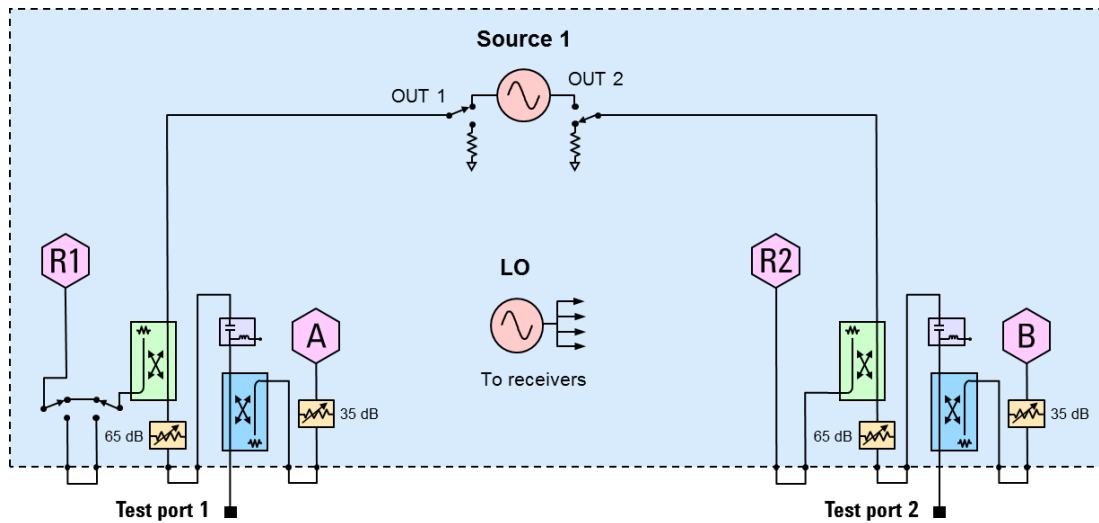 Source 1
OUT 1
OUT 2
R1
R2
LO
A
B
To receivers
35 dB
35 dB
65 dB
65 dB
Test port 1
Test port 2